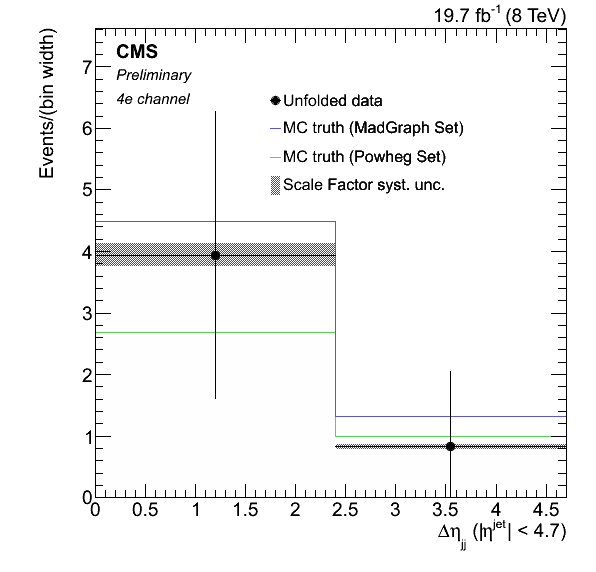 19.7 fb⁻¹ (8 TeV)
Events/(bin width)
CMS
Preliminary
4e channel
Unfolded data
MC truth (MadGraph Set)
MC truth (Powheg Set)
Scale Factor syst. unc.
7
6
5
4
3
2
1
0
0 0.5 1 1.5 2 2.5 3 3.5 4 4.5
Δη_jj (|η^jet| < 4.7)